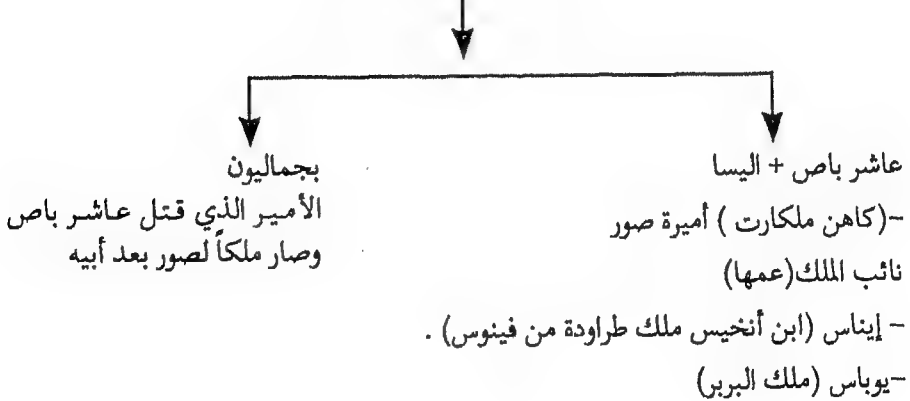 عاشر باص + اليسا
-(كاهن ملكارت ) أميرة صور
نائب الملك(عمها)
- إيناس (ابن أنخيس ملك طراودة من فينوس) .
-يوباس (ملك البربر)
بجماليون
الأمير الذي قتل عاشر باص
وصار ملكاً لصور بعد أبيه